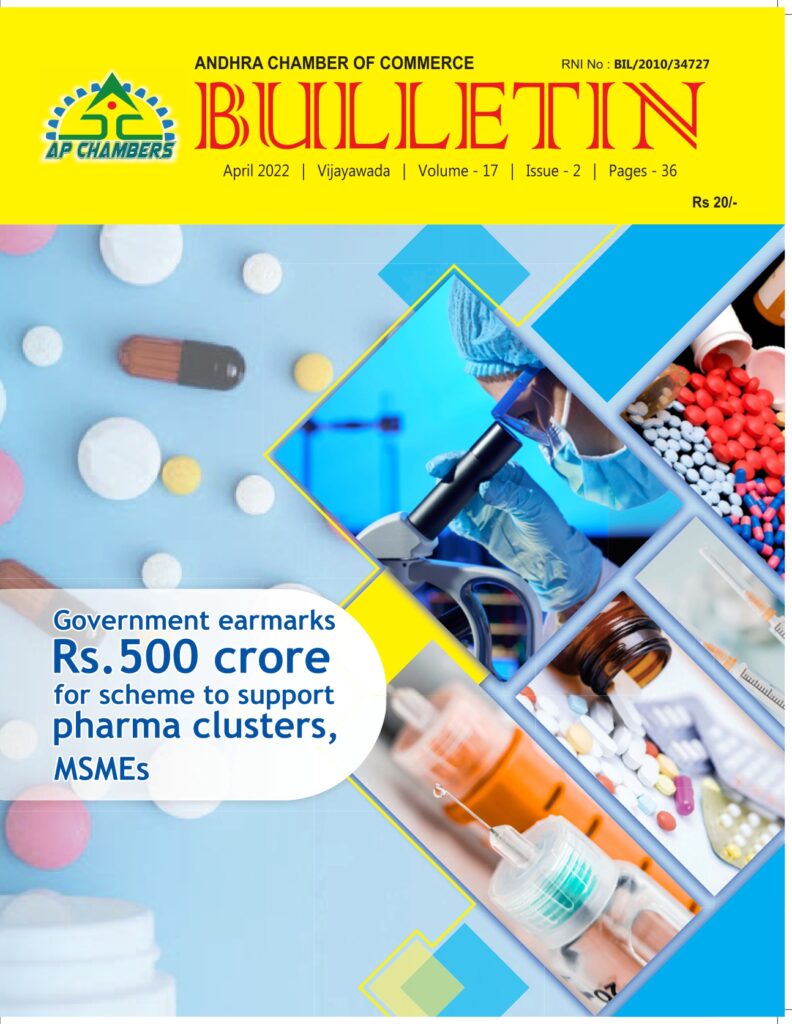 ANDHRA CHAMBER OF COMMERCE
RNI No : BIL/2010/34727
AP CHAMBERS
BULLETIN
April 2022 | Vijayawada | Volume - 17 | Issue - 2 | Pages - 36
Rs 20/-
Government earmarks
Rs.500 crore
for scheme to support
pharma clusters,
MSMEs